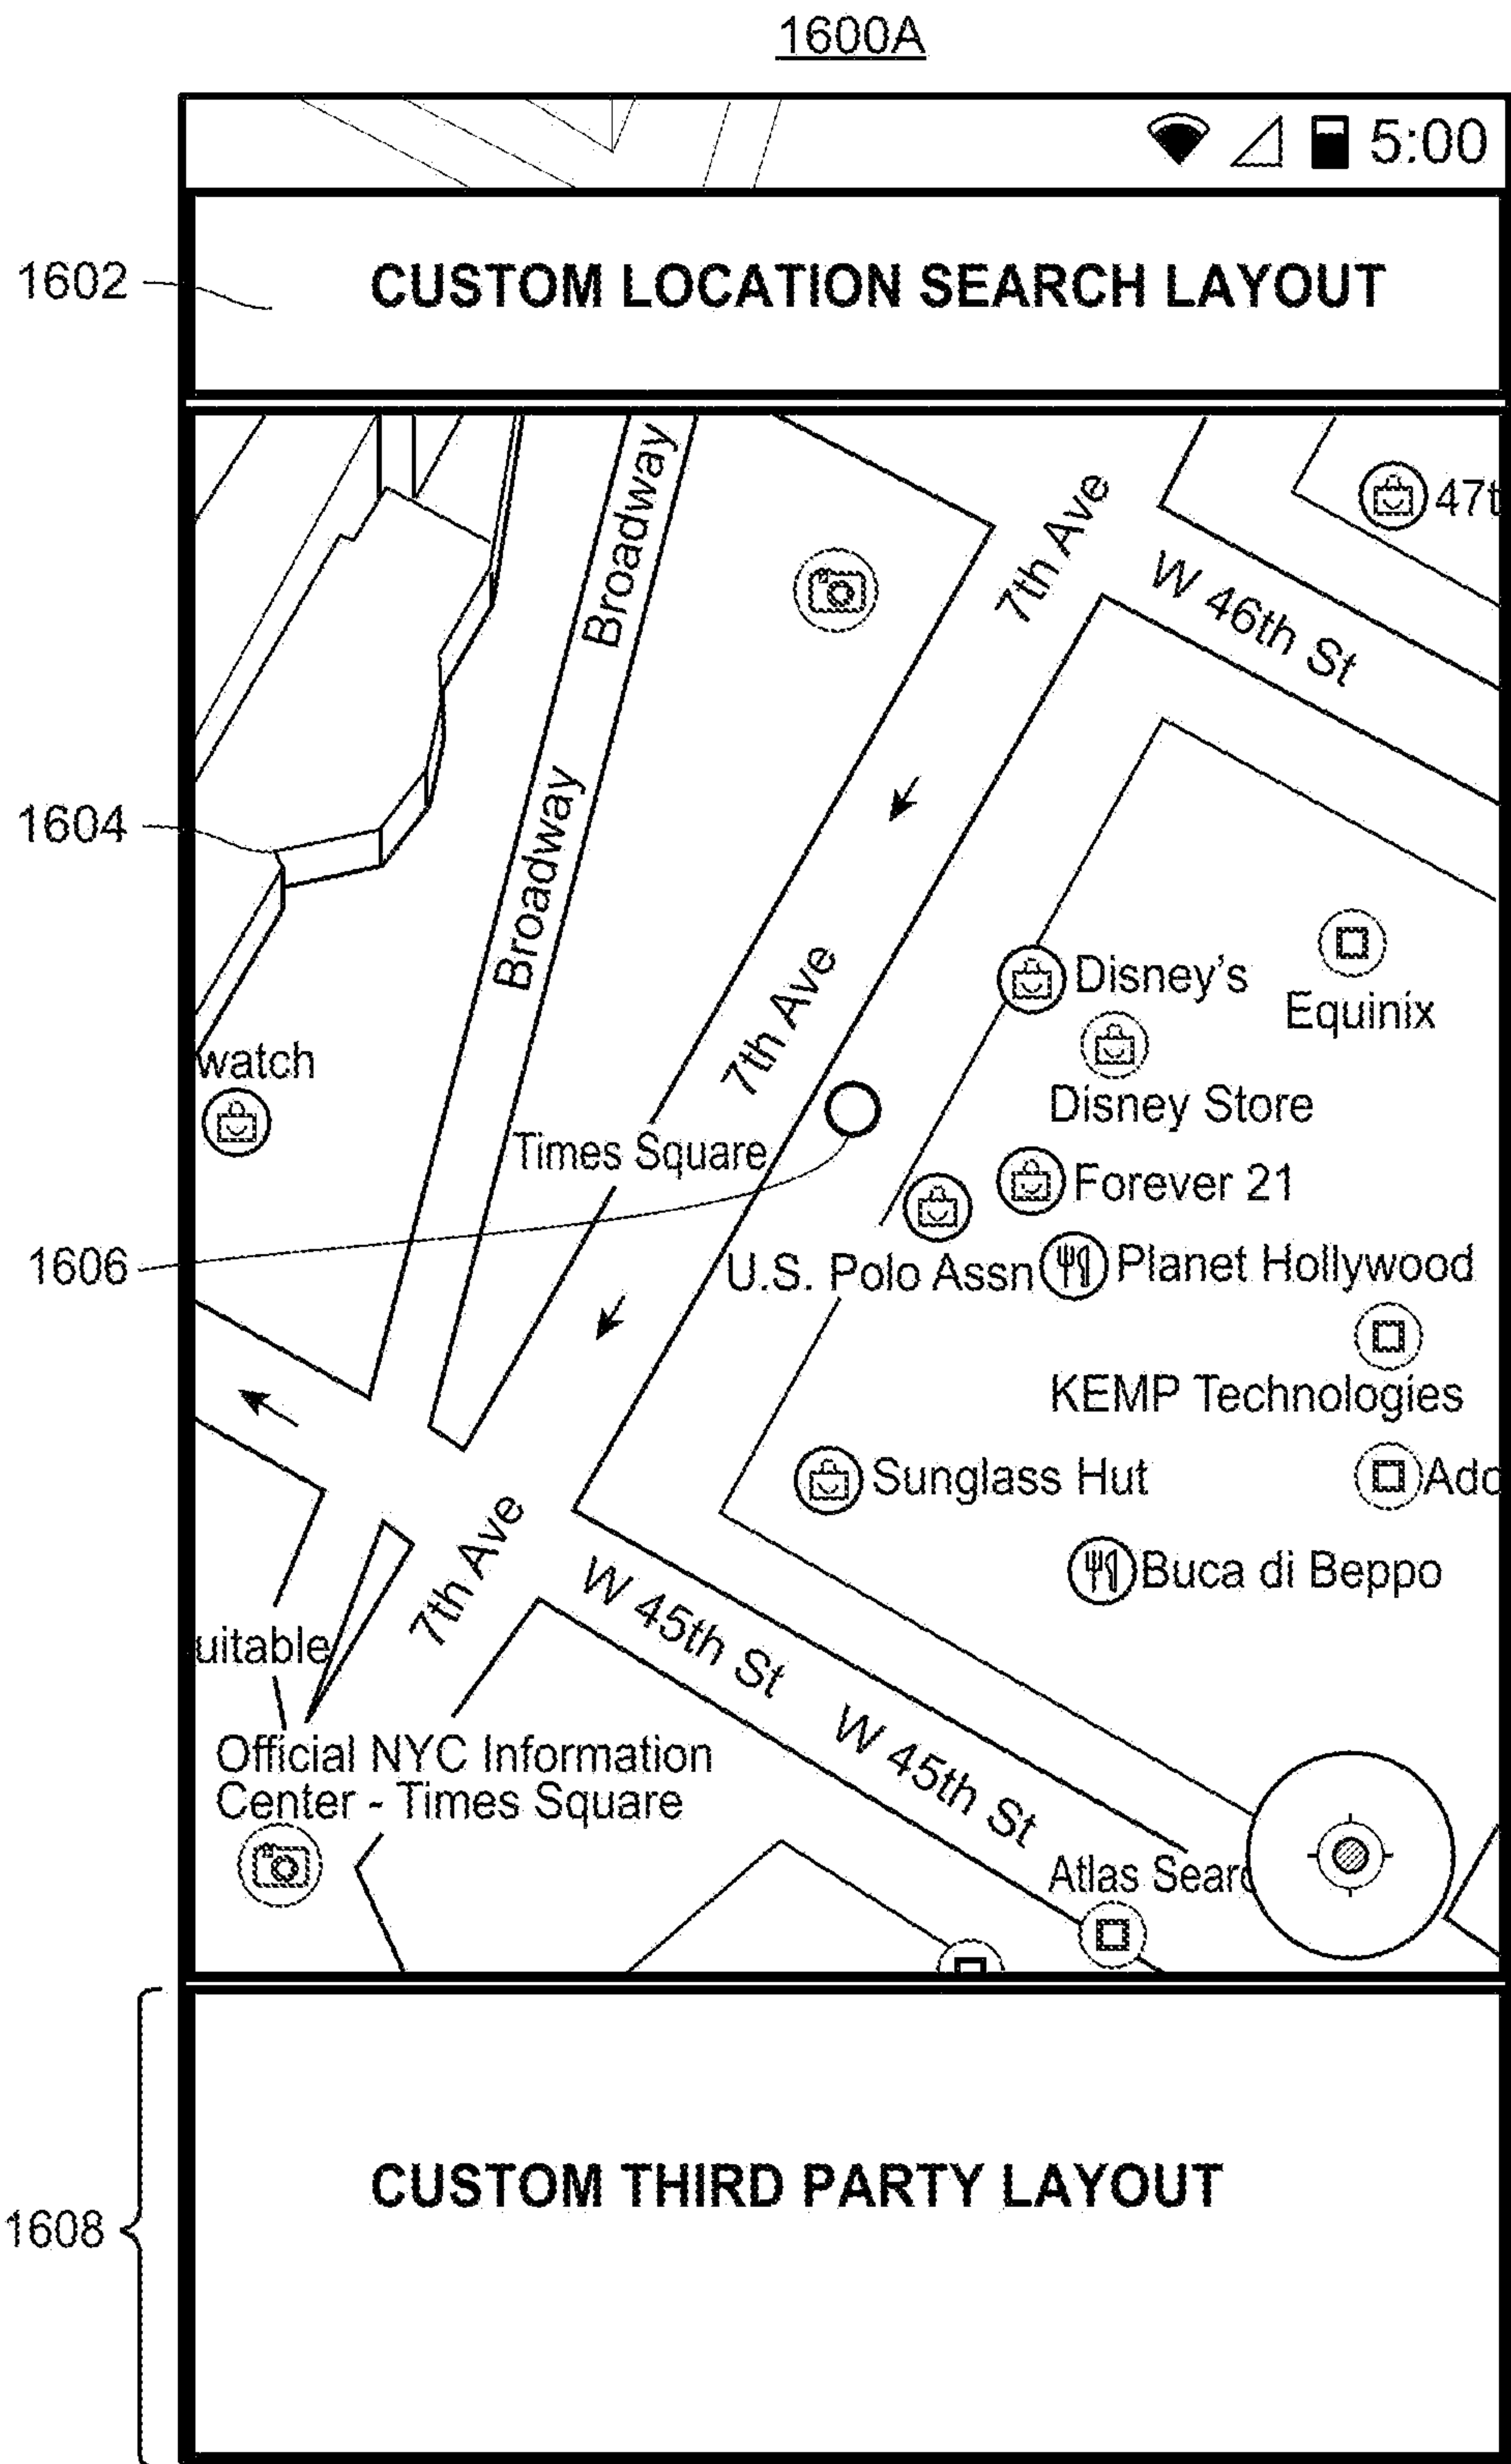 1600A
5:00
1602
CUSTOM LOCATION SEARCH LAYOUT
Broadway
7th Ave
47t
W 46th St
1604
Broadway
7th Ave
Disney's
Equinix
watch
Disney Store
Times Square
Forever 21
1606
U.S. Polo Assn
Planet Hollywood
KEMP Technologies
Sunglass Hut
Ado
7th Ave
Buca di Beppo
W 45th St
uitable
W 45th St
Official NYC Information
Center - Times Square
Atlas Searc
CUSTOM THIRD PARTY LAYOUT
1608